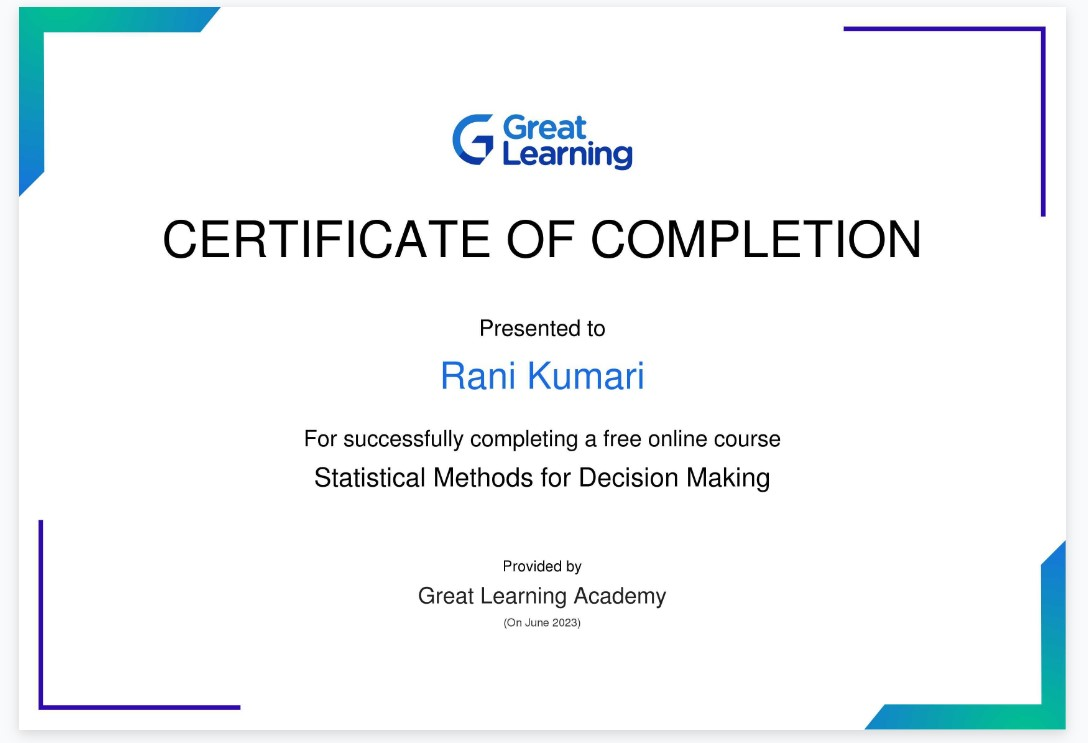 Great
Learning
CERTIFICATE OF COMPLETION
Presented to
Rani Kumari
For successfully completing a free online course
Statistical Methods for Decision Making
Provided by
Great Learning Academy
(On June 2023)